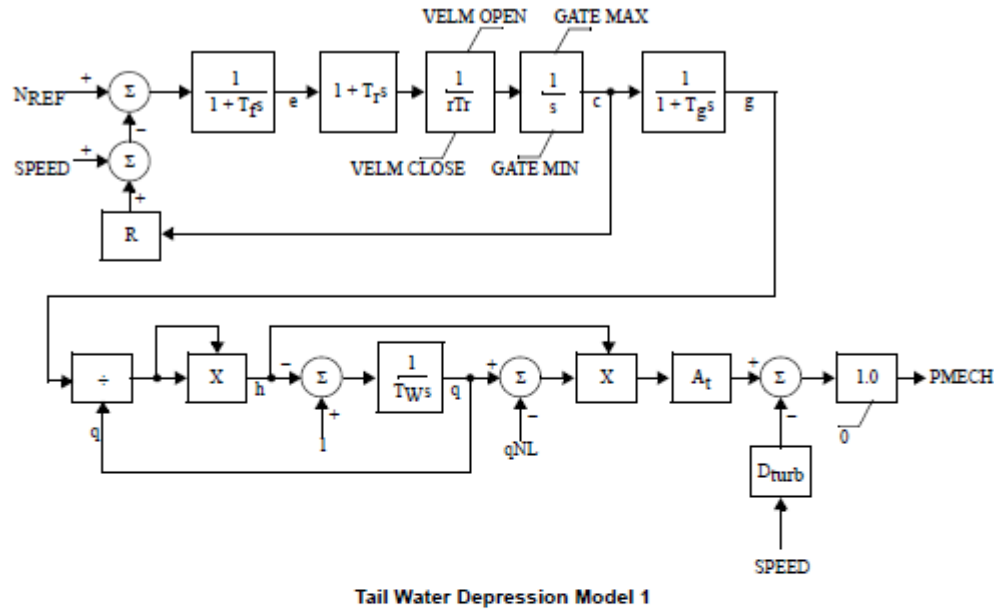 VELM OPEN
GATE MAX
NREF
+
Σ
−
1
1 + Tfs
e
1 + Trs
1
rTr
1
s
c
1
1 + Tgs
g
SPEED
+
Σ
+
VELM CLOSE
GATE MIN
R
÷
X
h
−
Σ
+
1
1
TWs
q
+
Σ
−
qNL
X
At
+
Σ
−
1.0
0
PMECH
q
Dturb
SPEED
Tail Water Depression Model 1